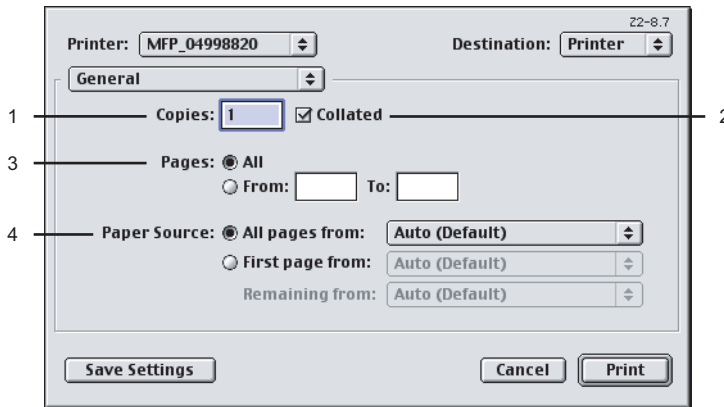 Z2-8.7
Printer: MFP_04998820 Destination: Printer
General
1 Copies: 1 Collated 2
3 Pages: All
From: To:
4 Paper Source: All pages from: Auto (Default)
First page from: Auto (Default)
Remaining from: Auto (Default)
Save Settings Cancel Print